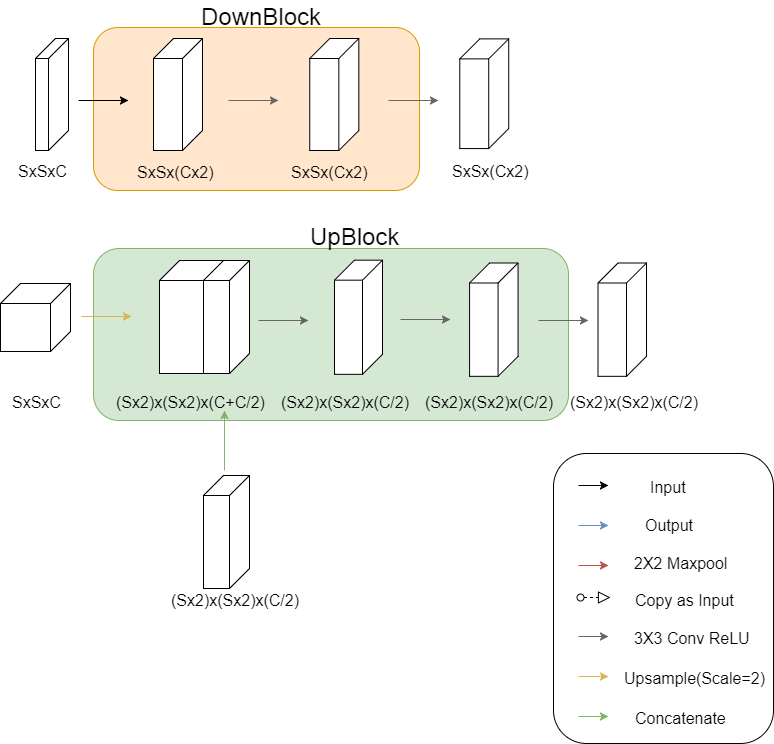 DownBlock
SxSxC
SxSx(Cx2)
SxSx(Cx2)
SxSx(Cx2)
UpBlock
SxSxC
(Sx2)x(Sx2)x(C+C/2)
(Sx2)x(Sx2)x(C/2)
(Sx2)x(Sx2)x(C/2)
(Sx2)x(Sx2)x(C/2)
(Sx2)x(Sx2)x(C/2)
Input
Output
2X2 Maxpool
Copy as Input
3X3 Conv ReLU
Upsample(Scale=2)
Concatenate